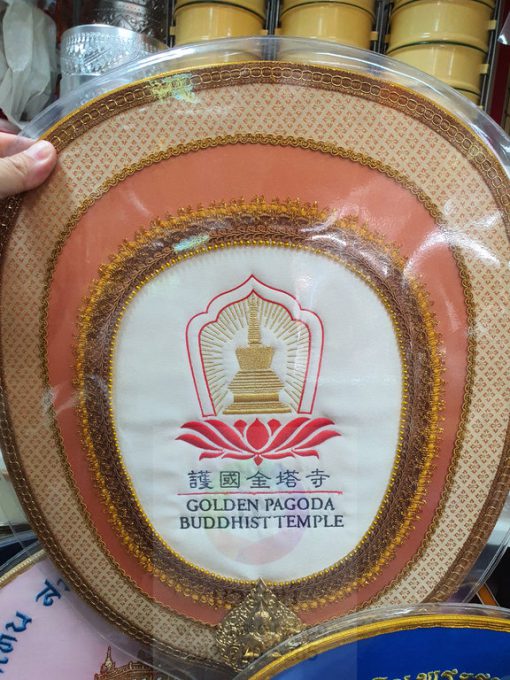 護國金塔寺
GOLDEN PAGODA
BUDDHIST TEMPLE